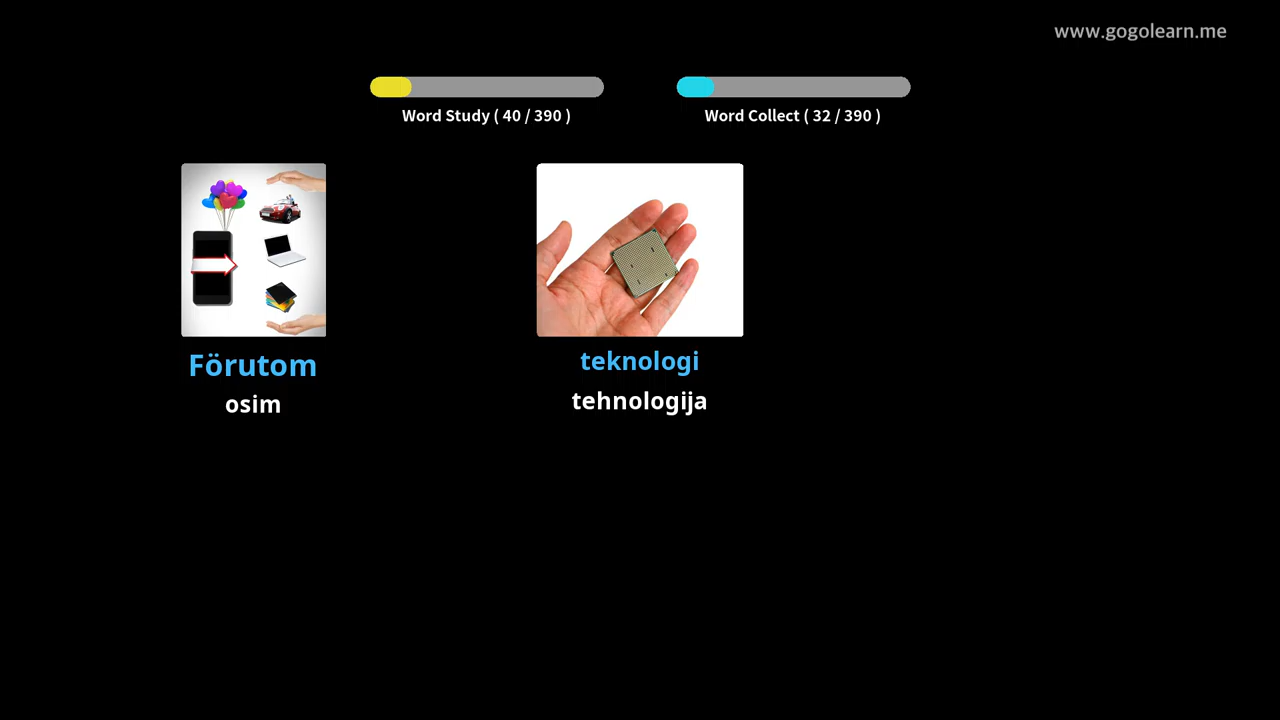 www.gogolearn.me
Word Study ( 40 / 390 )
Word Collect ( 32 / 390 )
Förutom
osim
teknologi
tehnologija